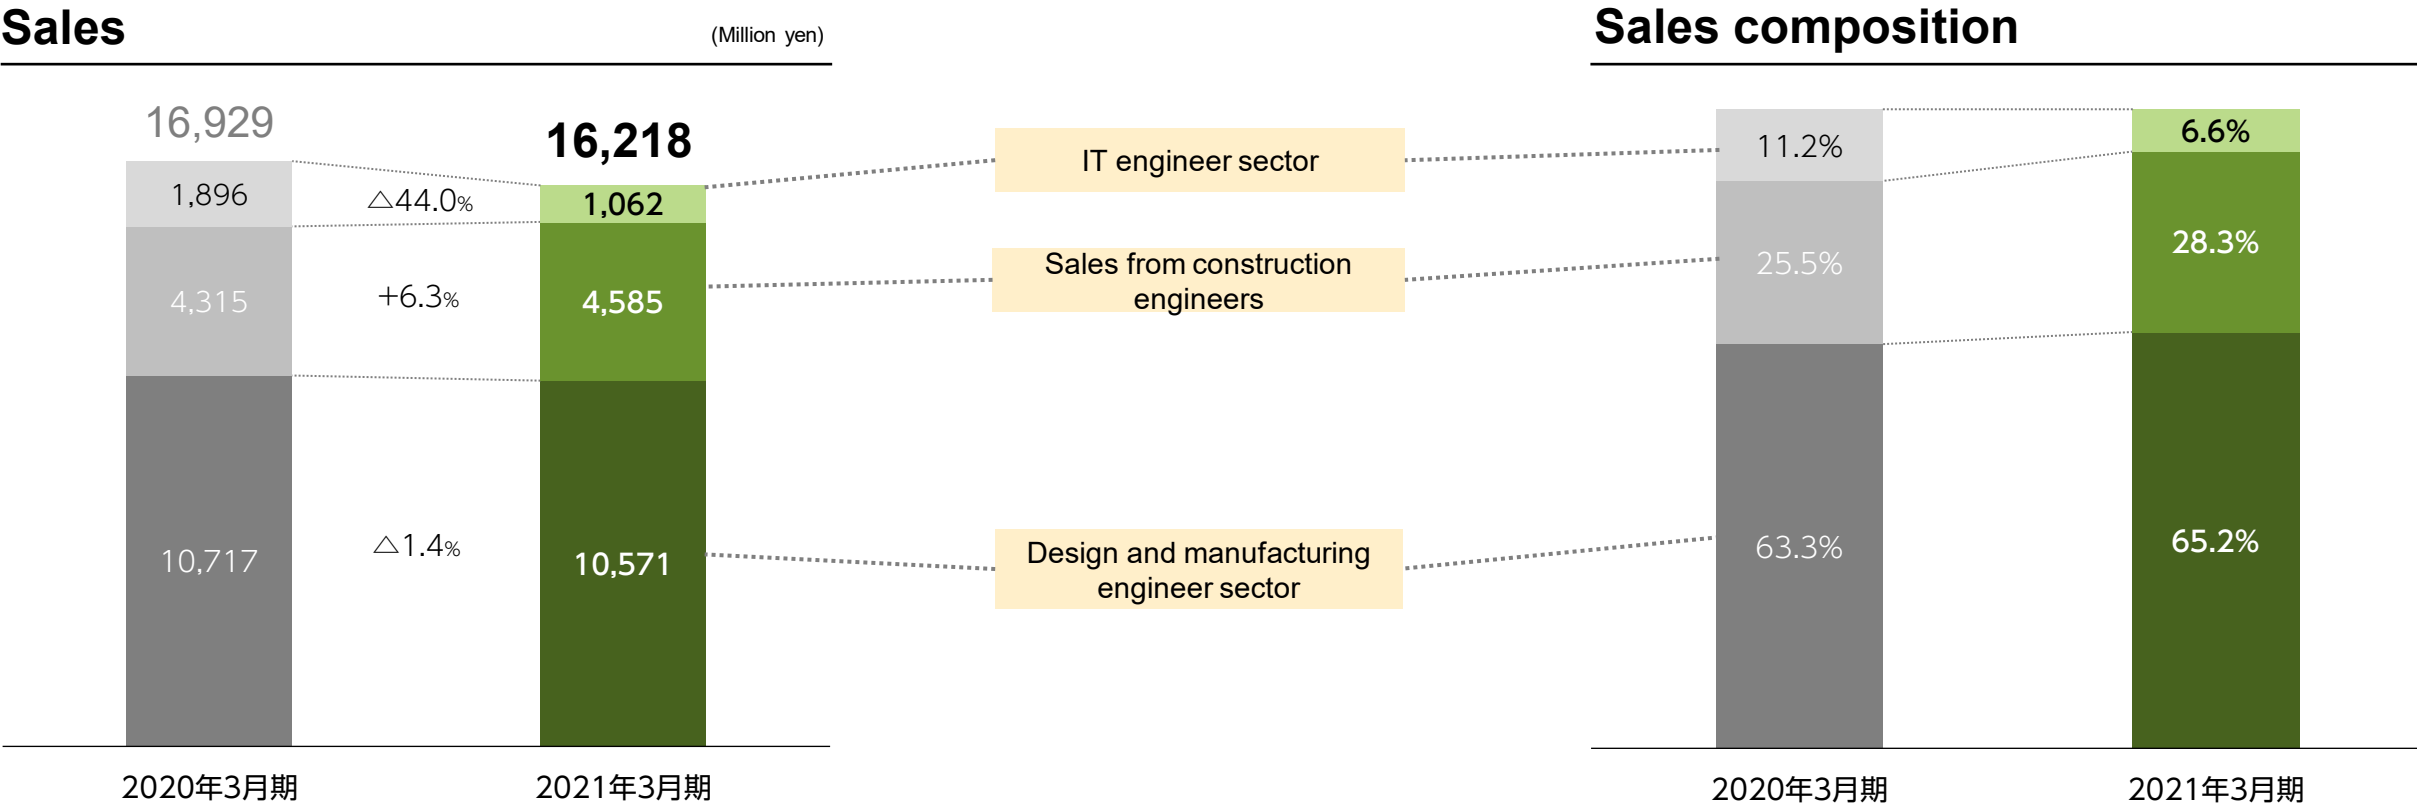 Sales
(Million yen)
16,929
16,218
1,896
△44.0%
1,062
4,315
+6.3%
4,585
10,717
△1.4%
10,571
2020年3月期
2021年3月期
IT engineer sector
Sales from construction
engineers
Design and manufacturing
engineer sector
Sales composition
11.2%
6.6%
25.5%
28.3%
63.3%
65.2%
2020年3月期
2021年3月期